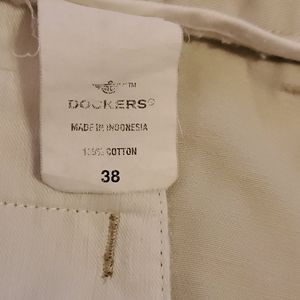 DOCKERS®
MADE IN INDONESIA
100% COTTON
38